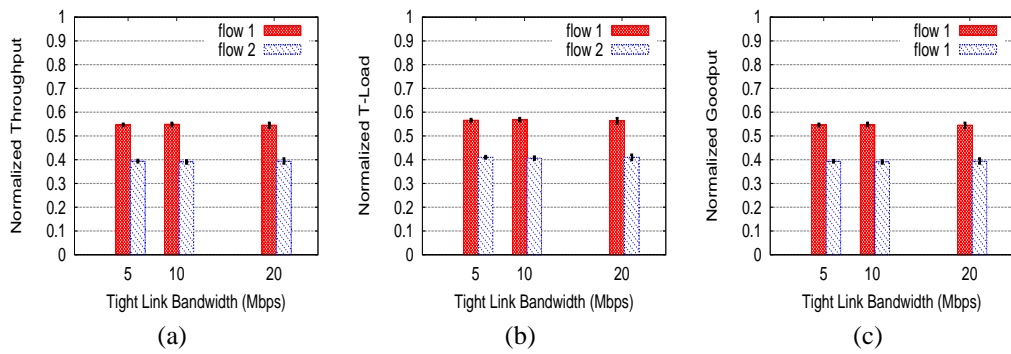 Normalized Throughput
1
0.9
0.8
0.7
0.6
0.5
0.4
0.3
0.2
0.1
0
flow 1
flow 2
5 10 20
Tight Link Bandwidth (Mbps)
(a)
Normalized T-Load
1
0.9
0.8
0.7
0.6
0.5
0.4
0.3
0.2
0.1
0
flow 1
flow 2
5 10 20
Tight Link Bandwidth (Mbps)
(b)
Normalized Goodput
1
0.9
0.8
0.7
0.6
0.5
0.4
0.3
0.2
0.1
0
flow 1
flow 1
5 10 20
Tight Link Bandwidth (Mbps)
(c)